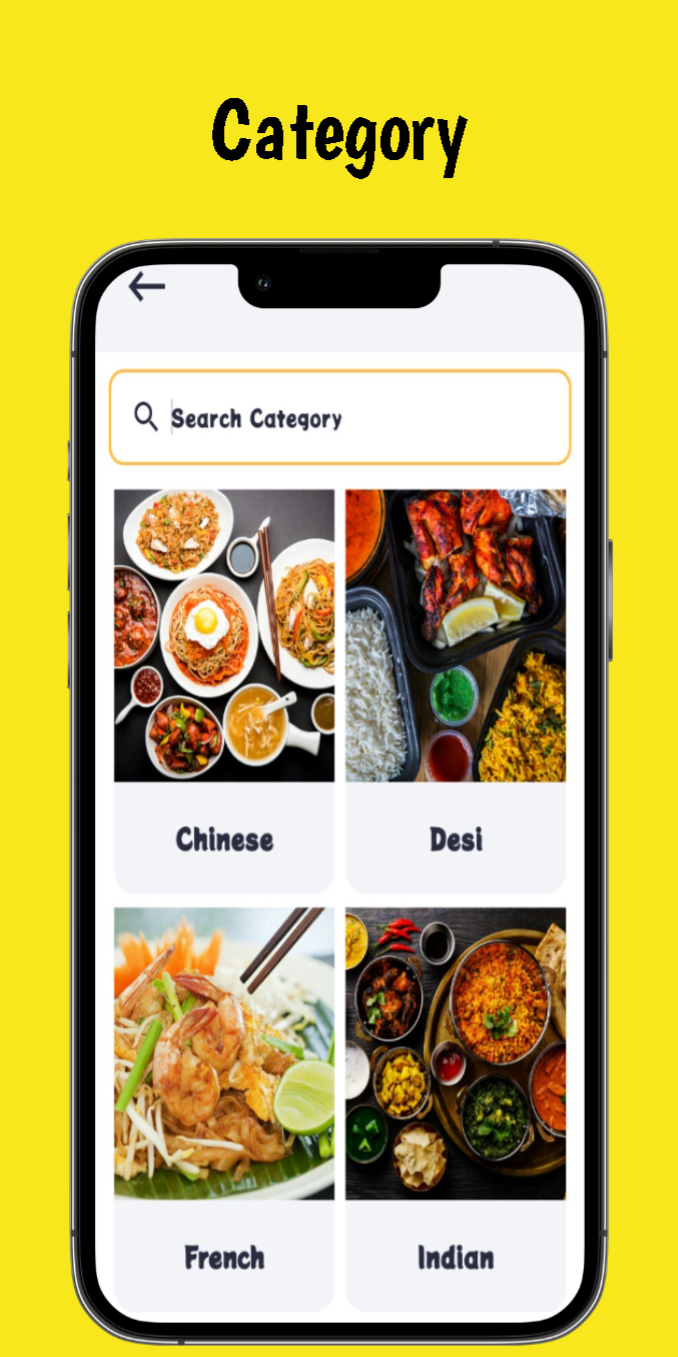 Category
Search Category
Chinese
Desi
French
Indian